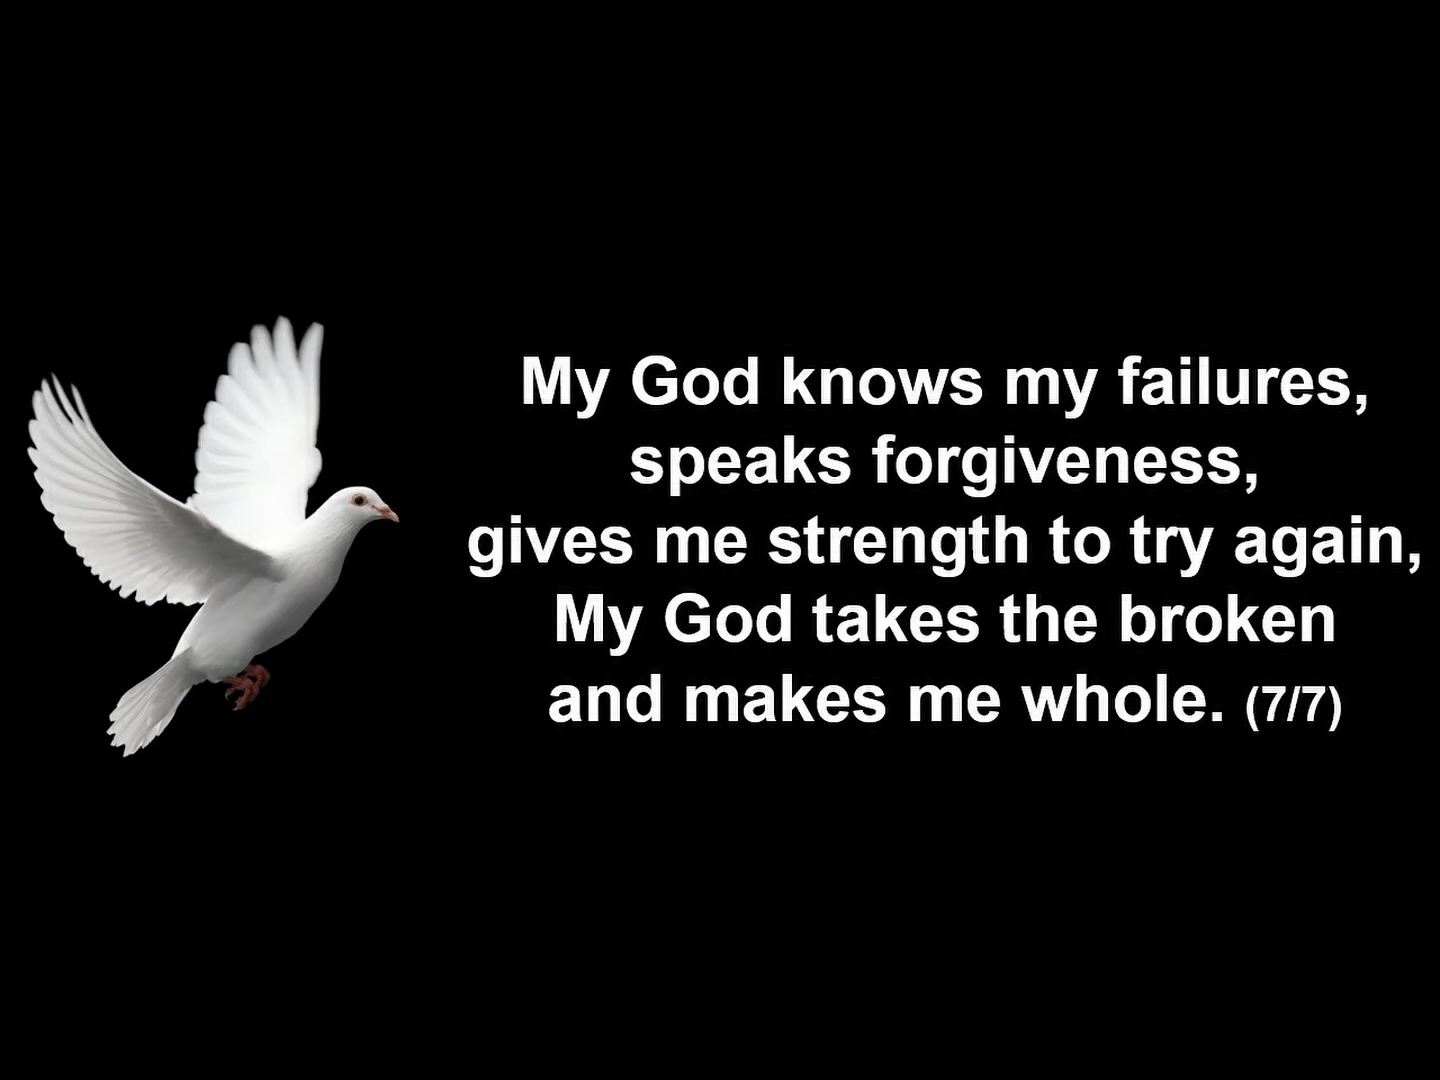 My God knows my failures,
speaks forgiveness,
gives me strength to try again,
My God takes the broken
and makes me whole. (7/7)